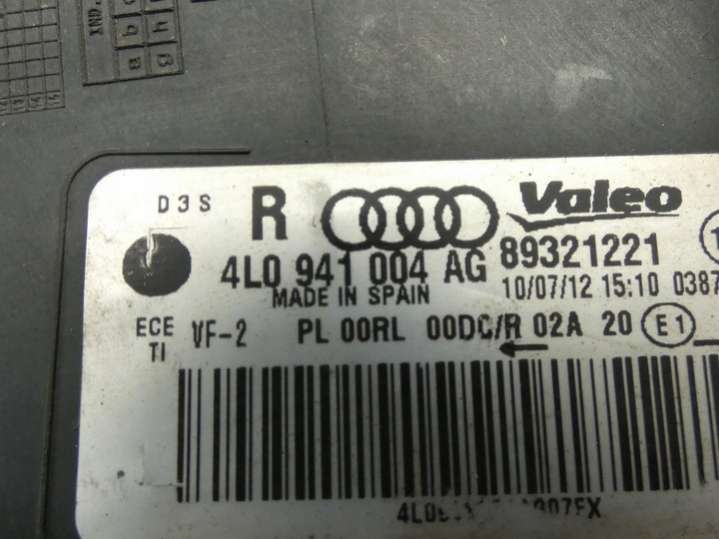 IND.
a b c
β h g
D3S
R Valeo
4L0 941 004 AG 89321221
MADE IN SPAIN 10/07/12 15:10 0387
ECE VF-2 PL 00RL 00DC/R 02A 20 E1
TI